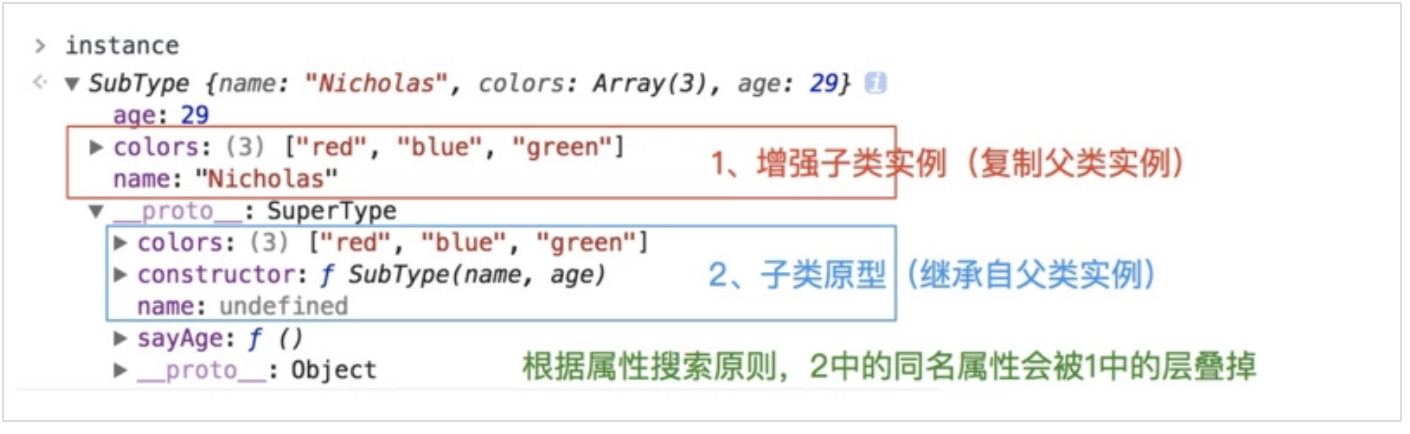 > instance
<· ▼ SubType {name: "Nicholas", colors: Array(3), age: 29} i
age: 29
▶ colors: (3) ["red", "blue", "green"] 1、增强子类实例（复制父类实例）
name: "Nicholas"
▼ __proto__: SuperType
▶ colors: (3) ["red", "blue", "green"]
▶ constructor: ƒ SubType(name, age) 2、子类原型（继承自父类实例）
name: undefined
▶ sayAge: ƒ ()
▶ __proto__: Object 根据属性搜索原则，2中的同名属性会被1中的层叠掉